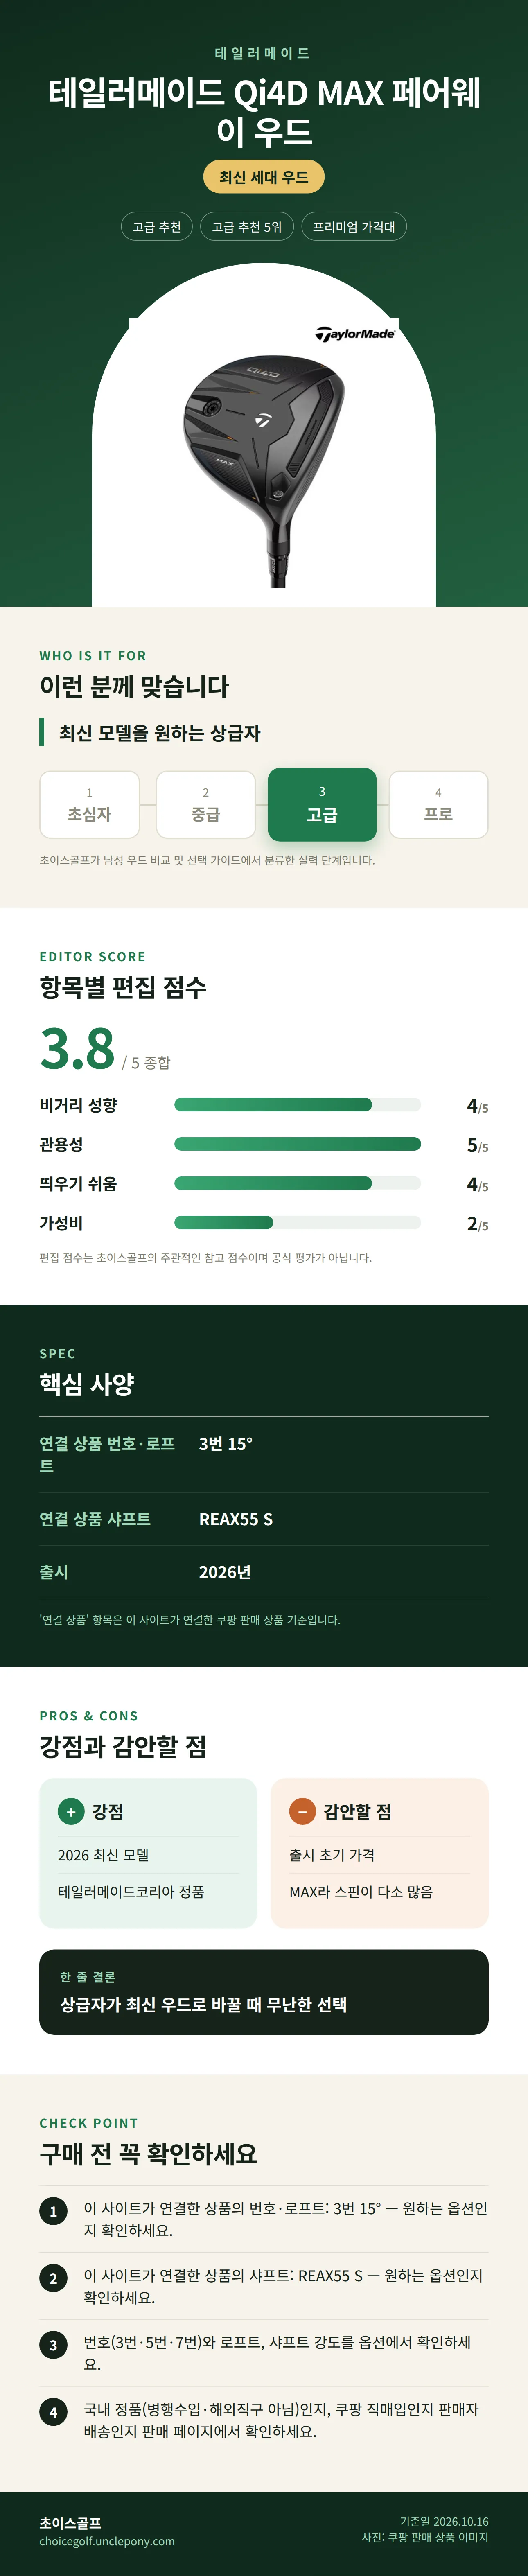 테일러메이드
테일러메이드 Qi4D MAX 페어웨
이 우드
최신 세대 우드
고급 추천
고급 추천 5위
프리미엄 가격대
TaylorMade
Qi4D
MAX
WHO IS IT FOR
이런 분께 맞습니다
최신 모델을 원하는 상급자
1
초심자
2
중급
3
고급
4
프로
초이스골프가 남성 우드 비교 및 선택 가이드에서 분류한 실력 단계입니다.
EDITOR SCORE
항목별 편집 점수
3.8 / 5 종합
비거리 성향 4/5
관용성 5/5
띄우기 쉬움 4/5
가성비 2/5
편집 점수는 초이스골프의 주관적인 참고 점수이며 공식 평가가 아닙니다.
SPEC
핵심 사양
연결 상품 번호·로프 3번 15°
트
연결 상품 샤프트 REAX55 S
출시 2026년
'연결 상품' 항목은 이 사이트가 연결한 쿠팡 판매 상품 기준입니다.
PROS & CONS
강점과 감안할 점
+ 강점
2026 최신 모델
테일러메이드코리아 정품
− 감안할 점
출시 초기 가격
MAX라 스핀이 다소 많음
한 줄 결론
상급자가 최신 우드로 바꿀 때 무난한 선택
CHECK POINT
구매 전 꼭 확인하세요
1 이 사이트가 연결한 상품의 번호·로프트: 3번 15° — 원하는 옵션인
지 확인하세요.
2 이 사이트가 연결한 상품의 샤프트: REAX55 S — 원하는 옵션인지
확인하세요.
3 번호(3번·5번·7번)와 로프트, 샤프트 강도를 옵션에서 확인하세
요.
4 국내 정품(병행수입·해외직구 아님)인지, 쿠팡 직매입인지 판매자
배송인지 판매 페이지에서 확인하세요.
초이스골프
choicegolf.unclepony.com
기준일 2026.10.16
사진: 쿠팡 판매 상품 이미지